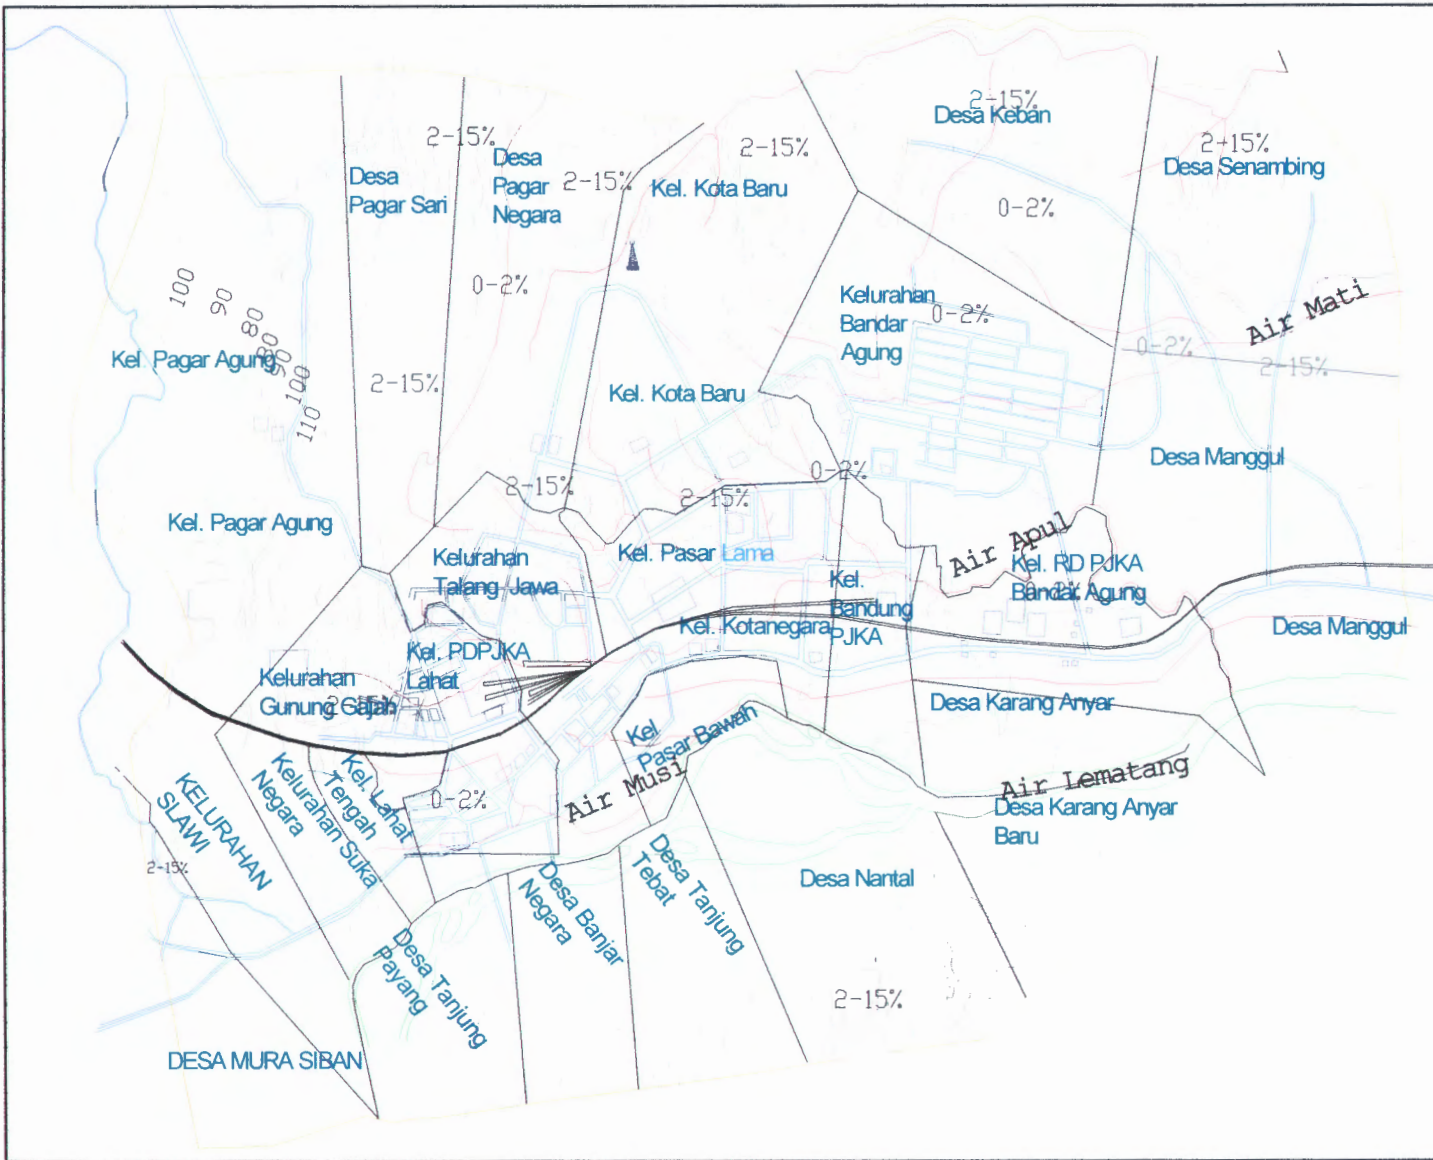 2-15%
Desa Keban
2-15%
Desa
Pagar Negara
2-15%
2-15%
Kel. Kota Baru
2+15%
Desa Senambing
Desa
Pagar Sari
0-2%
0-2%
Kelurahan
Bandar
Agung
0-2%
Air Mati
0-2%
2-15%
100
90
80
80
90
100
110
Kel. Pagar Agung
2-15%
Kel. Kota Baru
Desa Manggul
0-2%
2-15%
2-15%
Kel. Pagar Agung
Kelurahan
Talang Jawa
Kel. Pasar Lama
Air Apul
Kel. RD PJKA
Bandar Agung
Kel.
Bandung
PJKA
Kel. Kotanegara
Desa Manggul
Kel. PDPJKA
Lahat
Kelurahan
Gunung Gajah
2-15%
Desa Karang Anyar
Kel.
Pasar Bawah
Air Musi
Air Lematang
Desa Karang Anyar
Baru
KELURAHAN
SLAWI
Kelurahan Suka
Negara
Kel. Lahat
Tengah
0-2%
2-15%
Desa Banjar
Negara
Desa Tanjung
Tebat
Desa Nantal
Desa Tanjung
Payang
2-15%
DESA MURA SIBAN